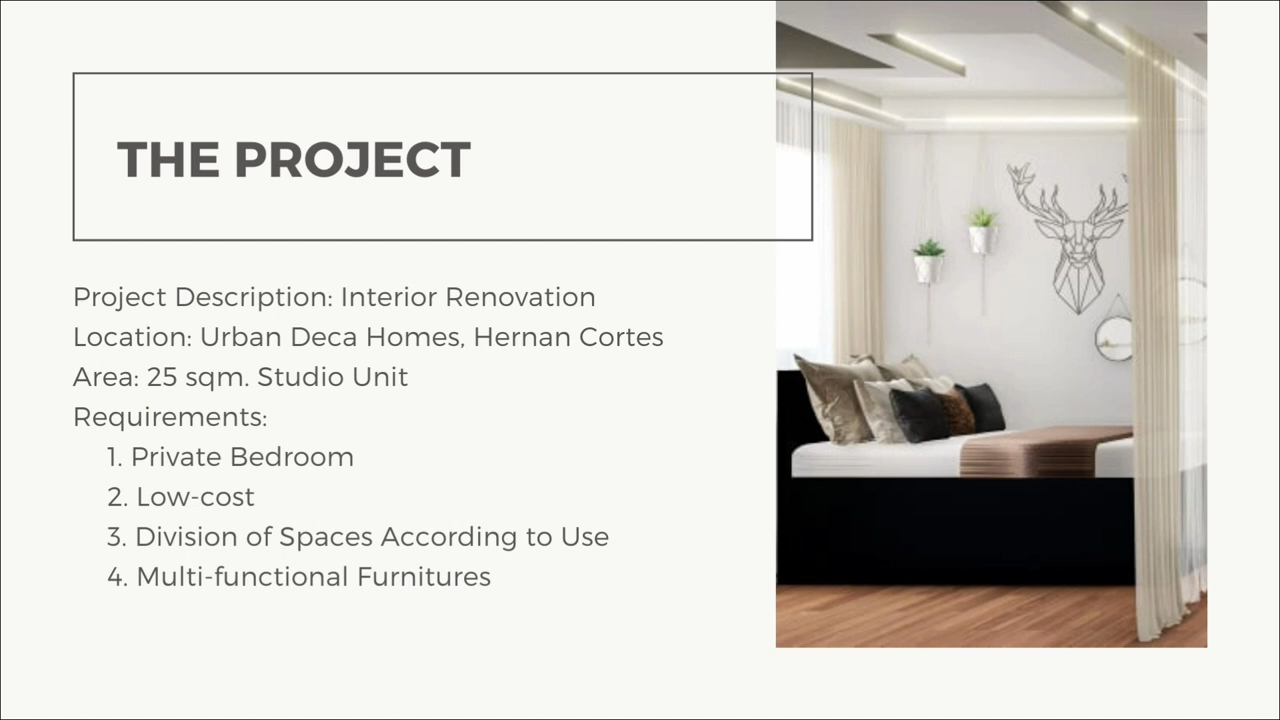 THE PROJECT
Project Description: Interior Renovation
Location: Urban Deca Homes, Hernan Cortes
Area: 25 sqm. Studio Unit
Requirements:
1. Private Bedroom
2. Low-cost
3. Division of Spaces According to Use
4. Multi-functional Furnitures